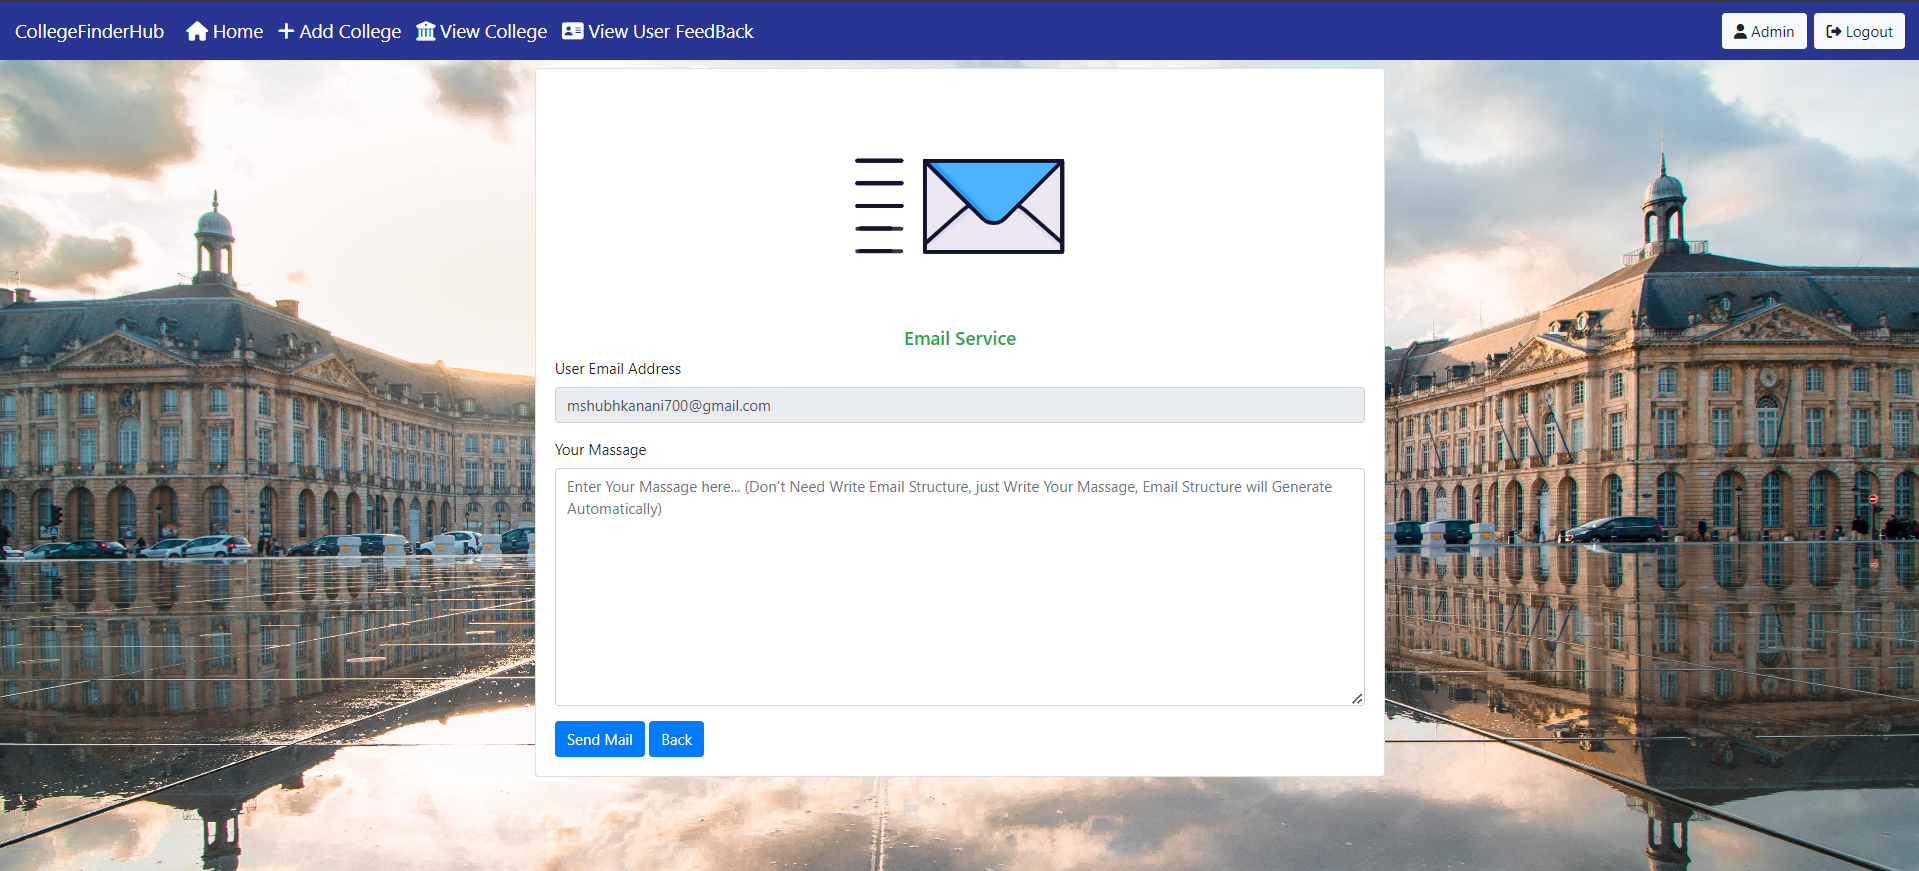 CollegeFinderHub Home Add College View College View User FeedBack Admin Logout
Email Service
User Email Address
mshubhkanani700@gmail.com
Your Massage
Enter Your Massage here... (Don't Need Write Email Structure, just Write Your Massage, Email Structure will Generate
Automatically)
Send Mail Back